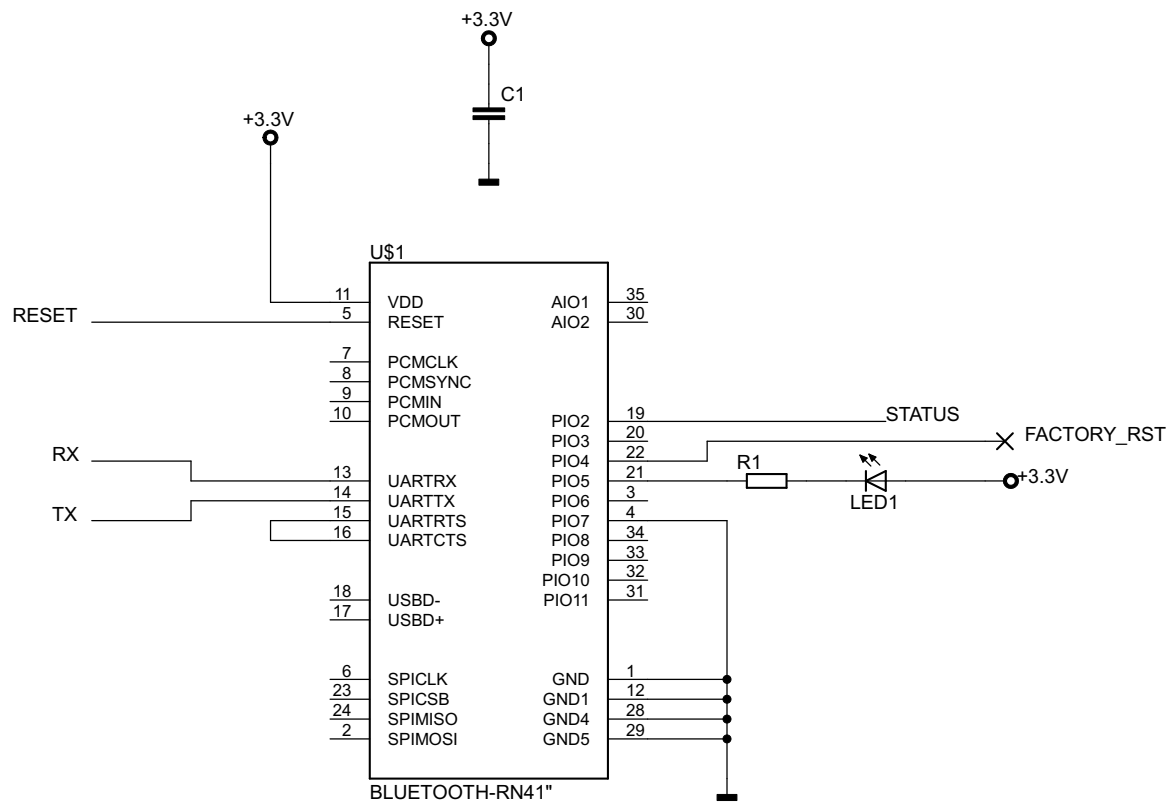 +3.3V
C1
+3.3V
U$1
11 VDD AIO1 35
RESET 5 RESET AIO2 30
7 PCMCLK
8 PCMSYNC
9 PCMIN
10 PCMOUT PIO2 19 STATUS
PIO3 20
PIO4 22 FACTORY_RST
RX 13 UARTRX PIO5 21 R1 LED1 +3.3V
14 UARTTX PIO6 3
TX 15 UARTRTS PIO7 4
16 UARTCTS PIO8 34
PIO9 33
PIO10 32
18 USBD- PIO11 31
17 USBD+
6 SPICLK GND 1
23 SPICSB GND1 12
24 SPIMISO GND4 28
2 SPIMOSI GND5 29
BLUETOOTH-RN41"